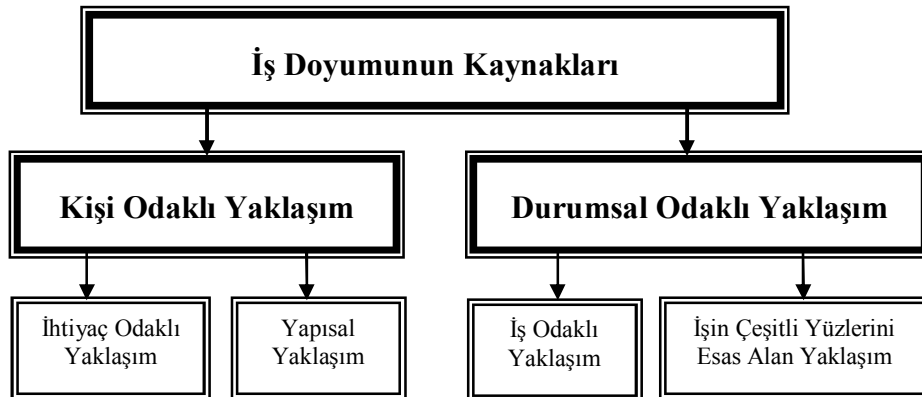 İş Doyumunun Kaynakları
Kişi Odaklı Yaklaşım
Durumsal Odaklı Yaklaşım
İhtiyaç Odaklı
Yaklaşım
Yapısal
Yaklaşım
İş Odaklı
Yaklaşım
İşin Çeşitli Yüzlerini
Esas Alan Yaklaşım